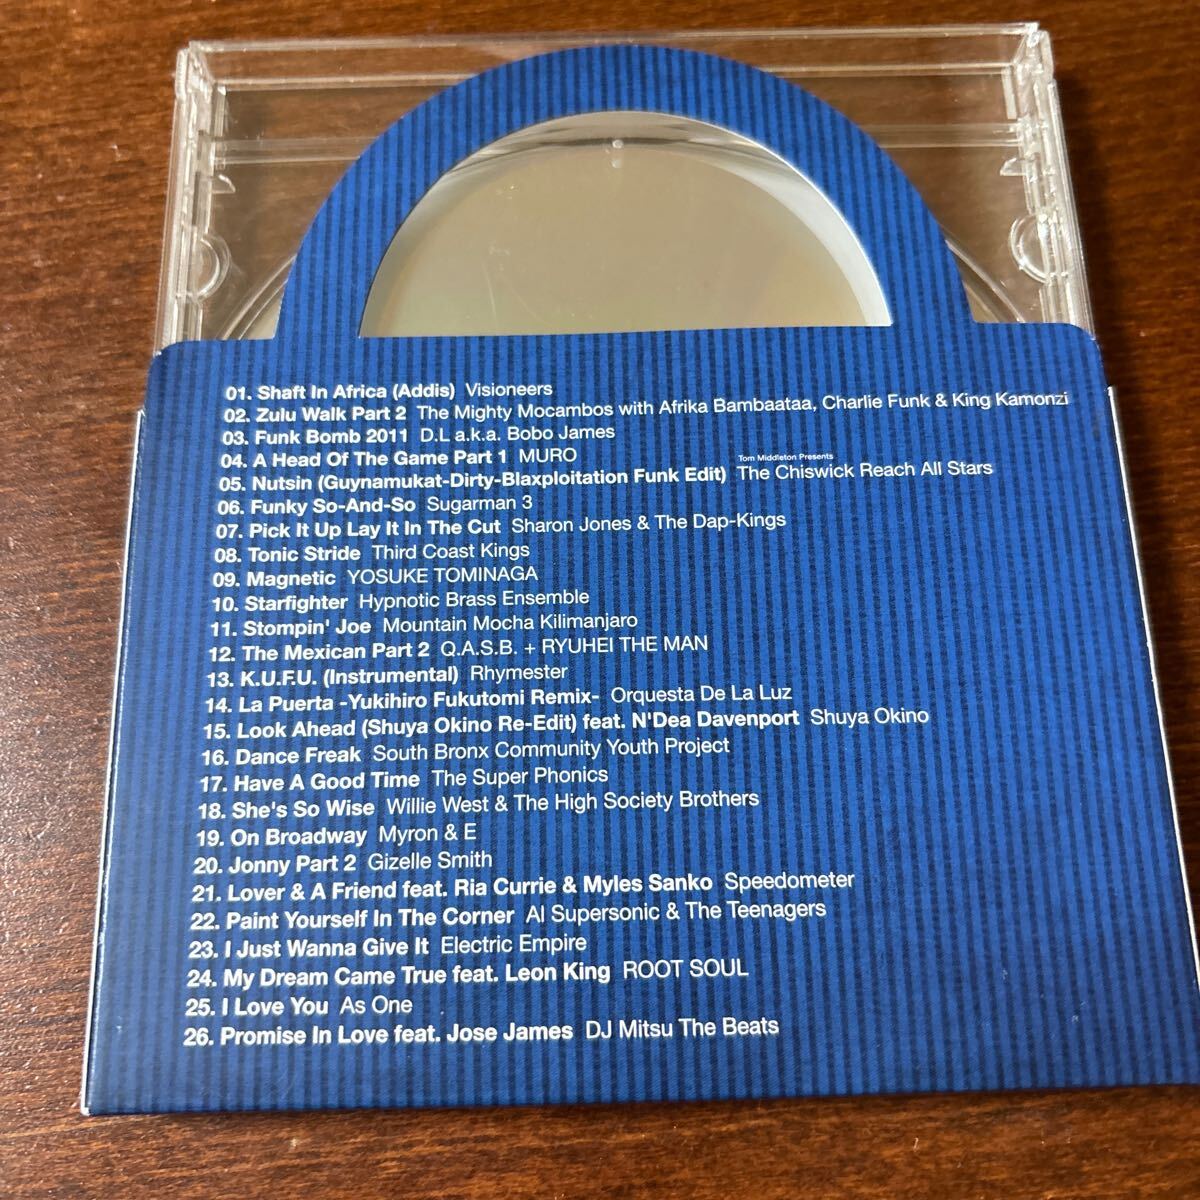 01. Shaft In Africa (Addis) Visioneers
02. Zulu Walk Part 2 The Mighty Mocambos with Afrika Bambaataa, Charlie Funk & King Kamonzi
03. Funk Bomb 2011 D.L a.k.a. Bobo James
04. A Head Of The Game Part 1 MURO
Tom Middleton Presents
05. Nutsin (Guynamukat-Dirty-Blaxploitation Funk Edit) The Chiswick Reach All Stars
06. Funky So-And-So Sugarman 3
07. Pick It Up Lay It In The Cut Sharon Jones & The Dap-Kings
08. Tonic Stride Third Coast Kings
09. Magnetic YOSUKE TOMINAGA
10. Starfighter Hypnotic Brass Ensemble
11. Stompin' Joe Mountain Mocha Kilimanjaro
12. The Mexican Part 2 Q.A.S.B. + RYUHEI THE MAN
13. K.U.F.U. (Instrumental) Rhymester
14. La Puerta -Yukihiro Fukutomi Remix- Orquesta De La Luz
15. Look Ahead (Shuya Okino Re-Edit) feat. N'Dea Davenport Shuya Okino
16. Dance Freak South Bronx Community Youth Project
17. Have A Good Time The Super Phonics
18. She's So Wise Willie West & The High Society Brothers
19. On Broadway Myron & E
20. Jonny Part 2 Gizelle Smith
21. Lover & A Friend feat. Ria Currie & Myles Sanko Speedometer
22. Paint Yourself In The Corner Al Supersonic & The Teenagers
23. I Just Wanna Give It Electric Empire
24. My Dream Came True feat. Leon King ROOT SOUL
25. I Love You As One
26. Promise In Love feat. Jose James DJ Mitsu The Beats